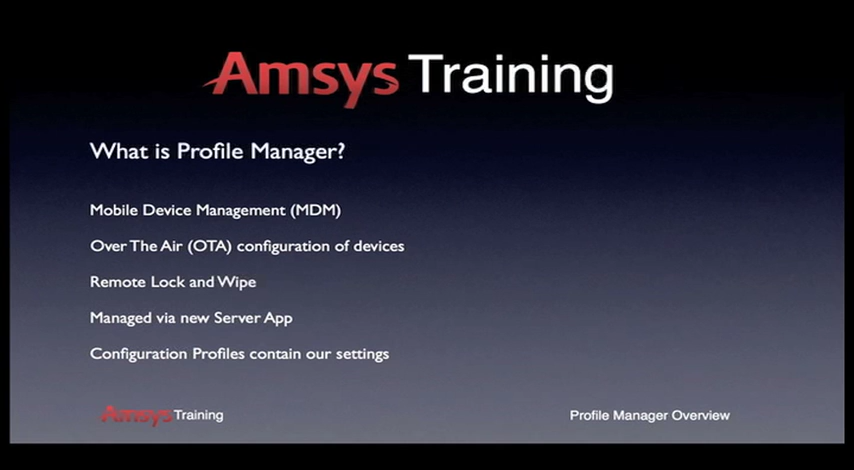 Amsys Training
What is Profile Manager?
Mobile Device Management (MDM)
Over The Air (OTA) configuration of devices
Remote Lock and Wipe
Managed via new Server App
Configuration Profiles contain our settings
Amsys Training
Profile Manager Overview